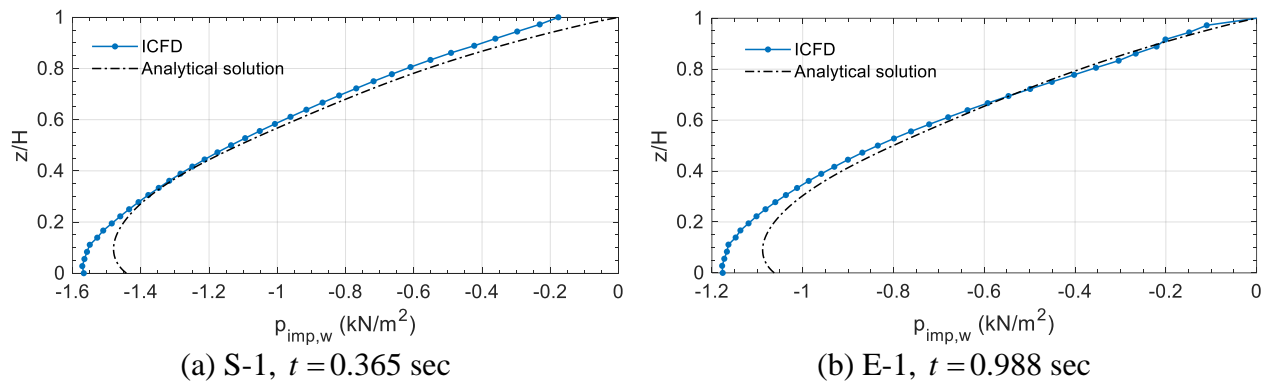 1
0.8
0.6
0.4
0.2
0
z/H
ICFD
Analytical solution
-1.6 -1.4 -1.2 -1 -0.8 -0.6 -0.4 -0.2 0
p_imp,w (kN/m²)
(a) S-1, t = 0.365 sec
1
0.8
0.6
0.4
0.2
0
z/H
ICFD
Analytical solution
-1.2 -1 -0.8 -0.6 -0.4 -0.2 0
p_imp,w (kN/m²)
(b) E-1, t = 0.988 sec